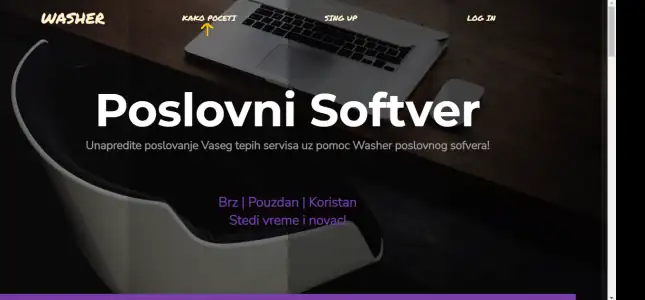 WASHER
KAKO POCETI
SING UP
LOG IN
Poslovni Softver
Unapredite poslovanje Vaseg tepih servisa uz pomoc Washer poslovnog sofvera!
Brz | Pouzdan | Koristan
Stedi vreme i novac!